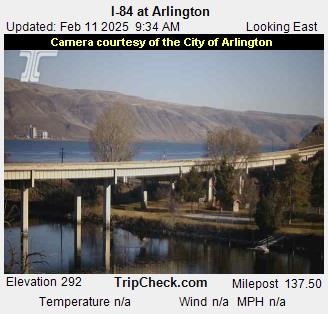 I-84 at Arlington
Updated: Feb 11 2025 9:34 AM Looking East
Camera courtesy of the City of Arlington
Elevation 292 TripCheck.com Milepost 137.50
Temperature n/a Wind n/a MPH n/a